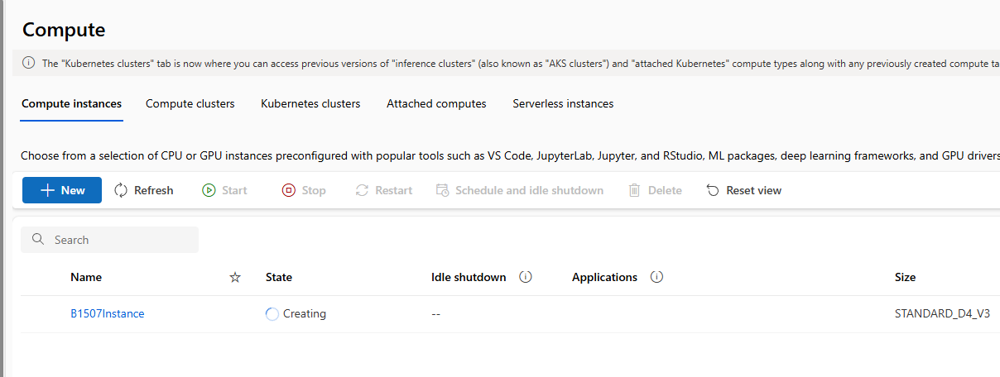 Compute
The "Kubernetes clusters" tab is now where you can access previous versions of "inference clusters" (also known as "AKS clusters") and "attached Kubernetes" compute types along with any previously created compute ta
Compute instances Compute clusters Kubernetes clusters Attached computes Serverless instances
Choose from a selection of CPU or GPU instances preconfigured with popular tools such as VS Code, JupyterLab, Jupyter, and RStudio, ML packages, deep learning frameworks, and GPU drivers
New Refresh Start Stop Restart Schedule and idle shutdown Delete Reset view
Search
Name State Idle shutdown Applications Size
B1507Instance Creating -- STANDARD_D4_V3